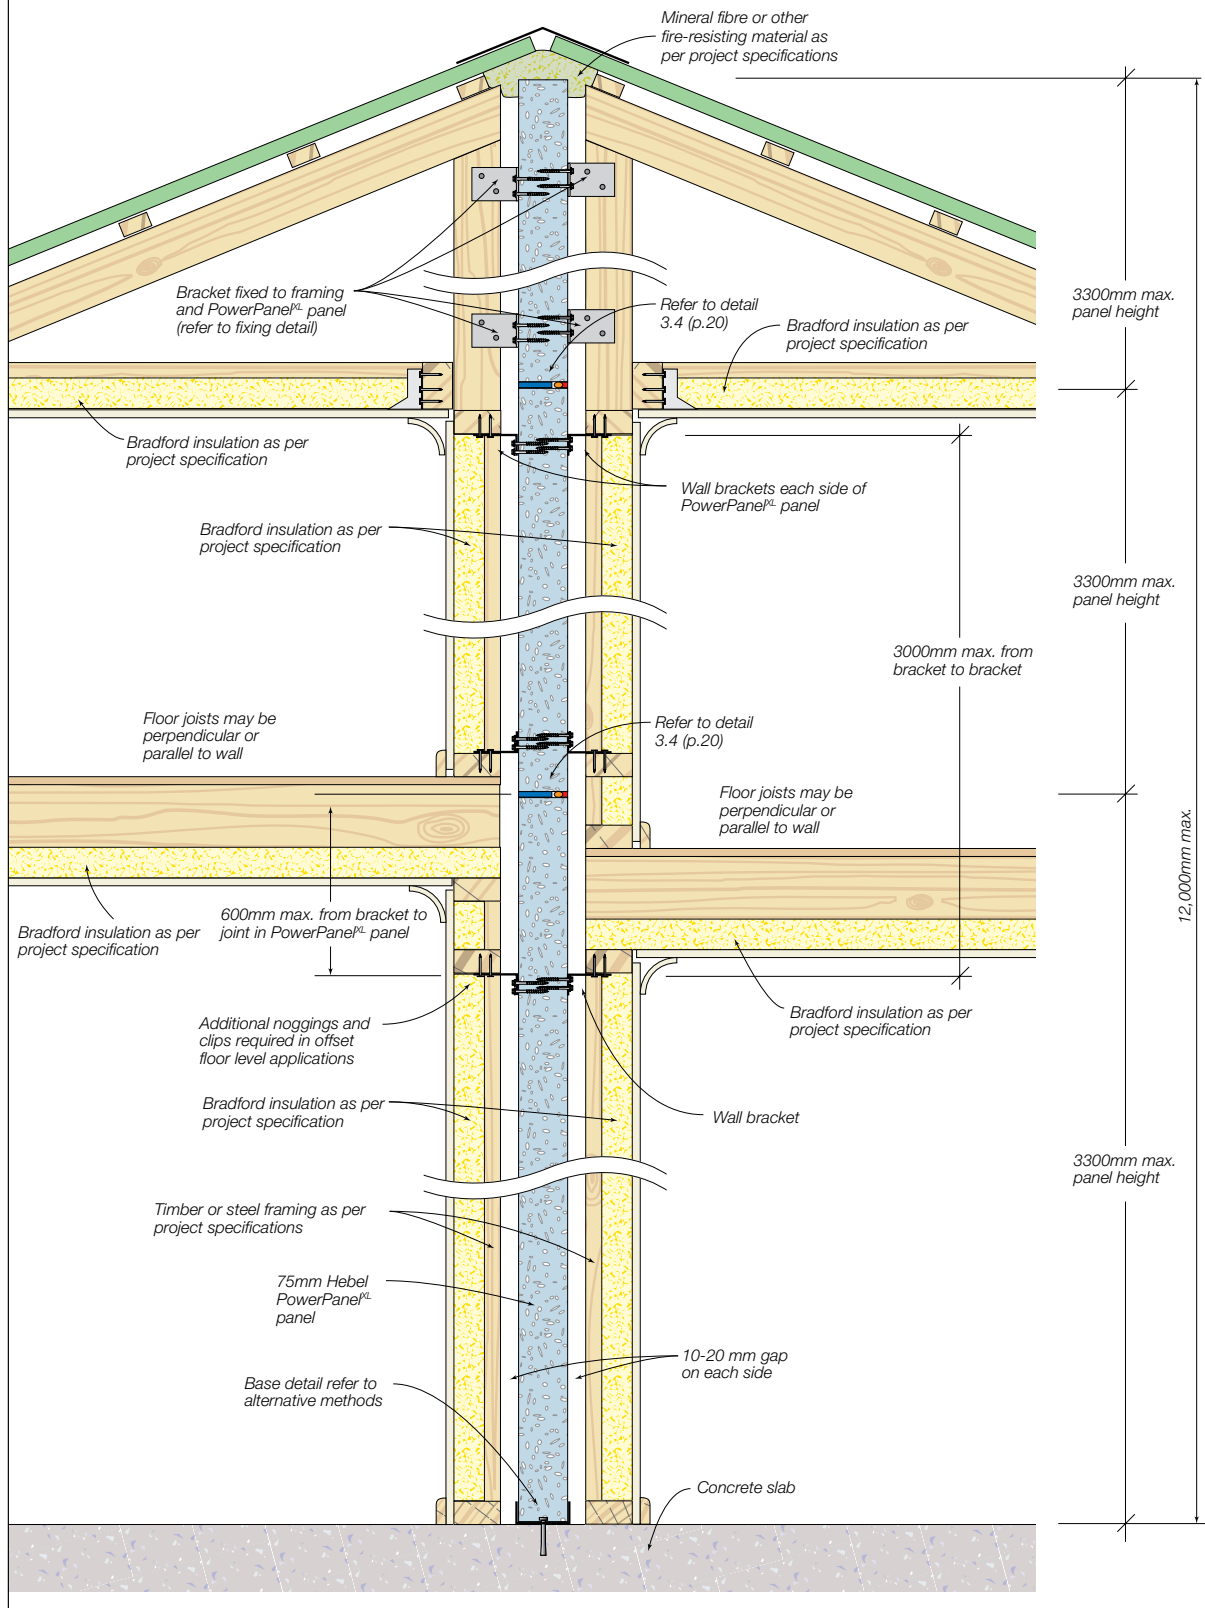 Mineral fibre or other
fire-resisting material as
per project specifications
Bracket fixed to framing
and PowerPanelXL panel
(refer to fixing detail)
Refer to detail
3.4 (p.20)
Bradford insulation as per
project specification
3300mm max.
panel height
Bradford insulation as per
project specification
Wall brackets each side of
PowerPanelXL panel
Bradford insulation as per
project specification
3300mm max.
panel height
3000mm max. from
bracket to bracket
Floor joists may be
perpendicular or
parallel to wall
Refer to detail
3.4 (p.20)
Floor joists may be
perpendicular or
parallel to wall
12,000mm max.
600mm max. from bracket to
joint in PowerPanelXL panel
Bradford insulation as per
project specification
Bradford insulation as per
project specification
Additional noggings and
clips required in offset
floor level applications
Bradford insulation as per
project specification
Wall bracket
3300mm max.
panel height
Timber or steel framing as per
project specifications
75mm Hebel
PowerPanelXL
panel
10-20 mm gap
on each side
Base detail refer to
alternative methods
Concrete slab